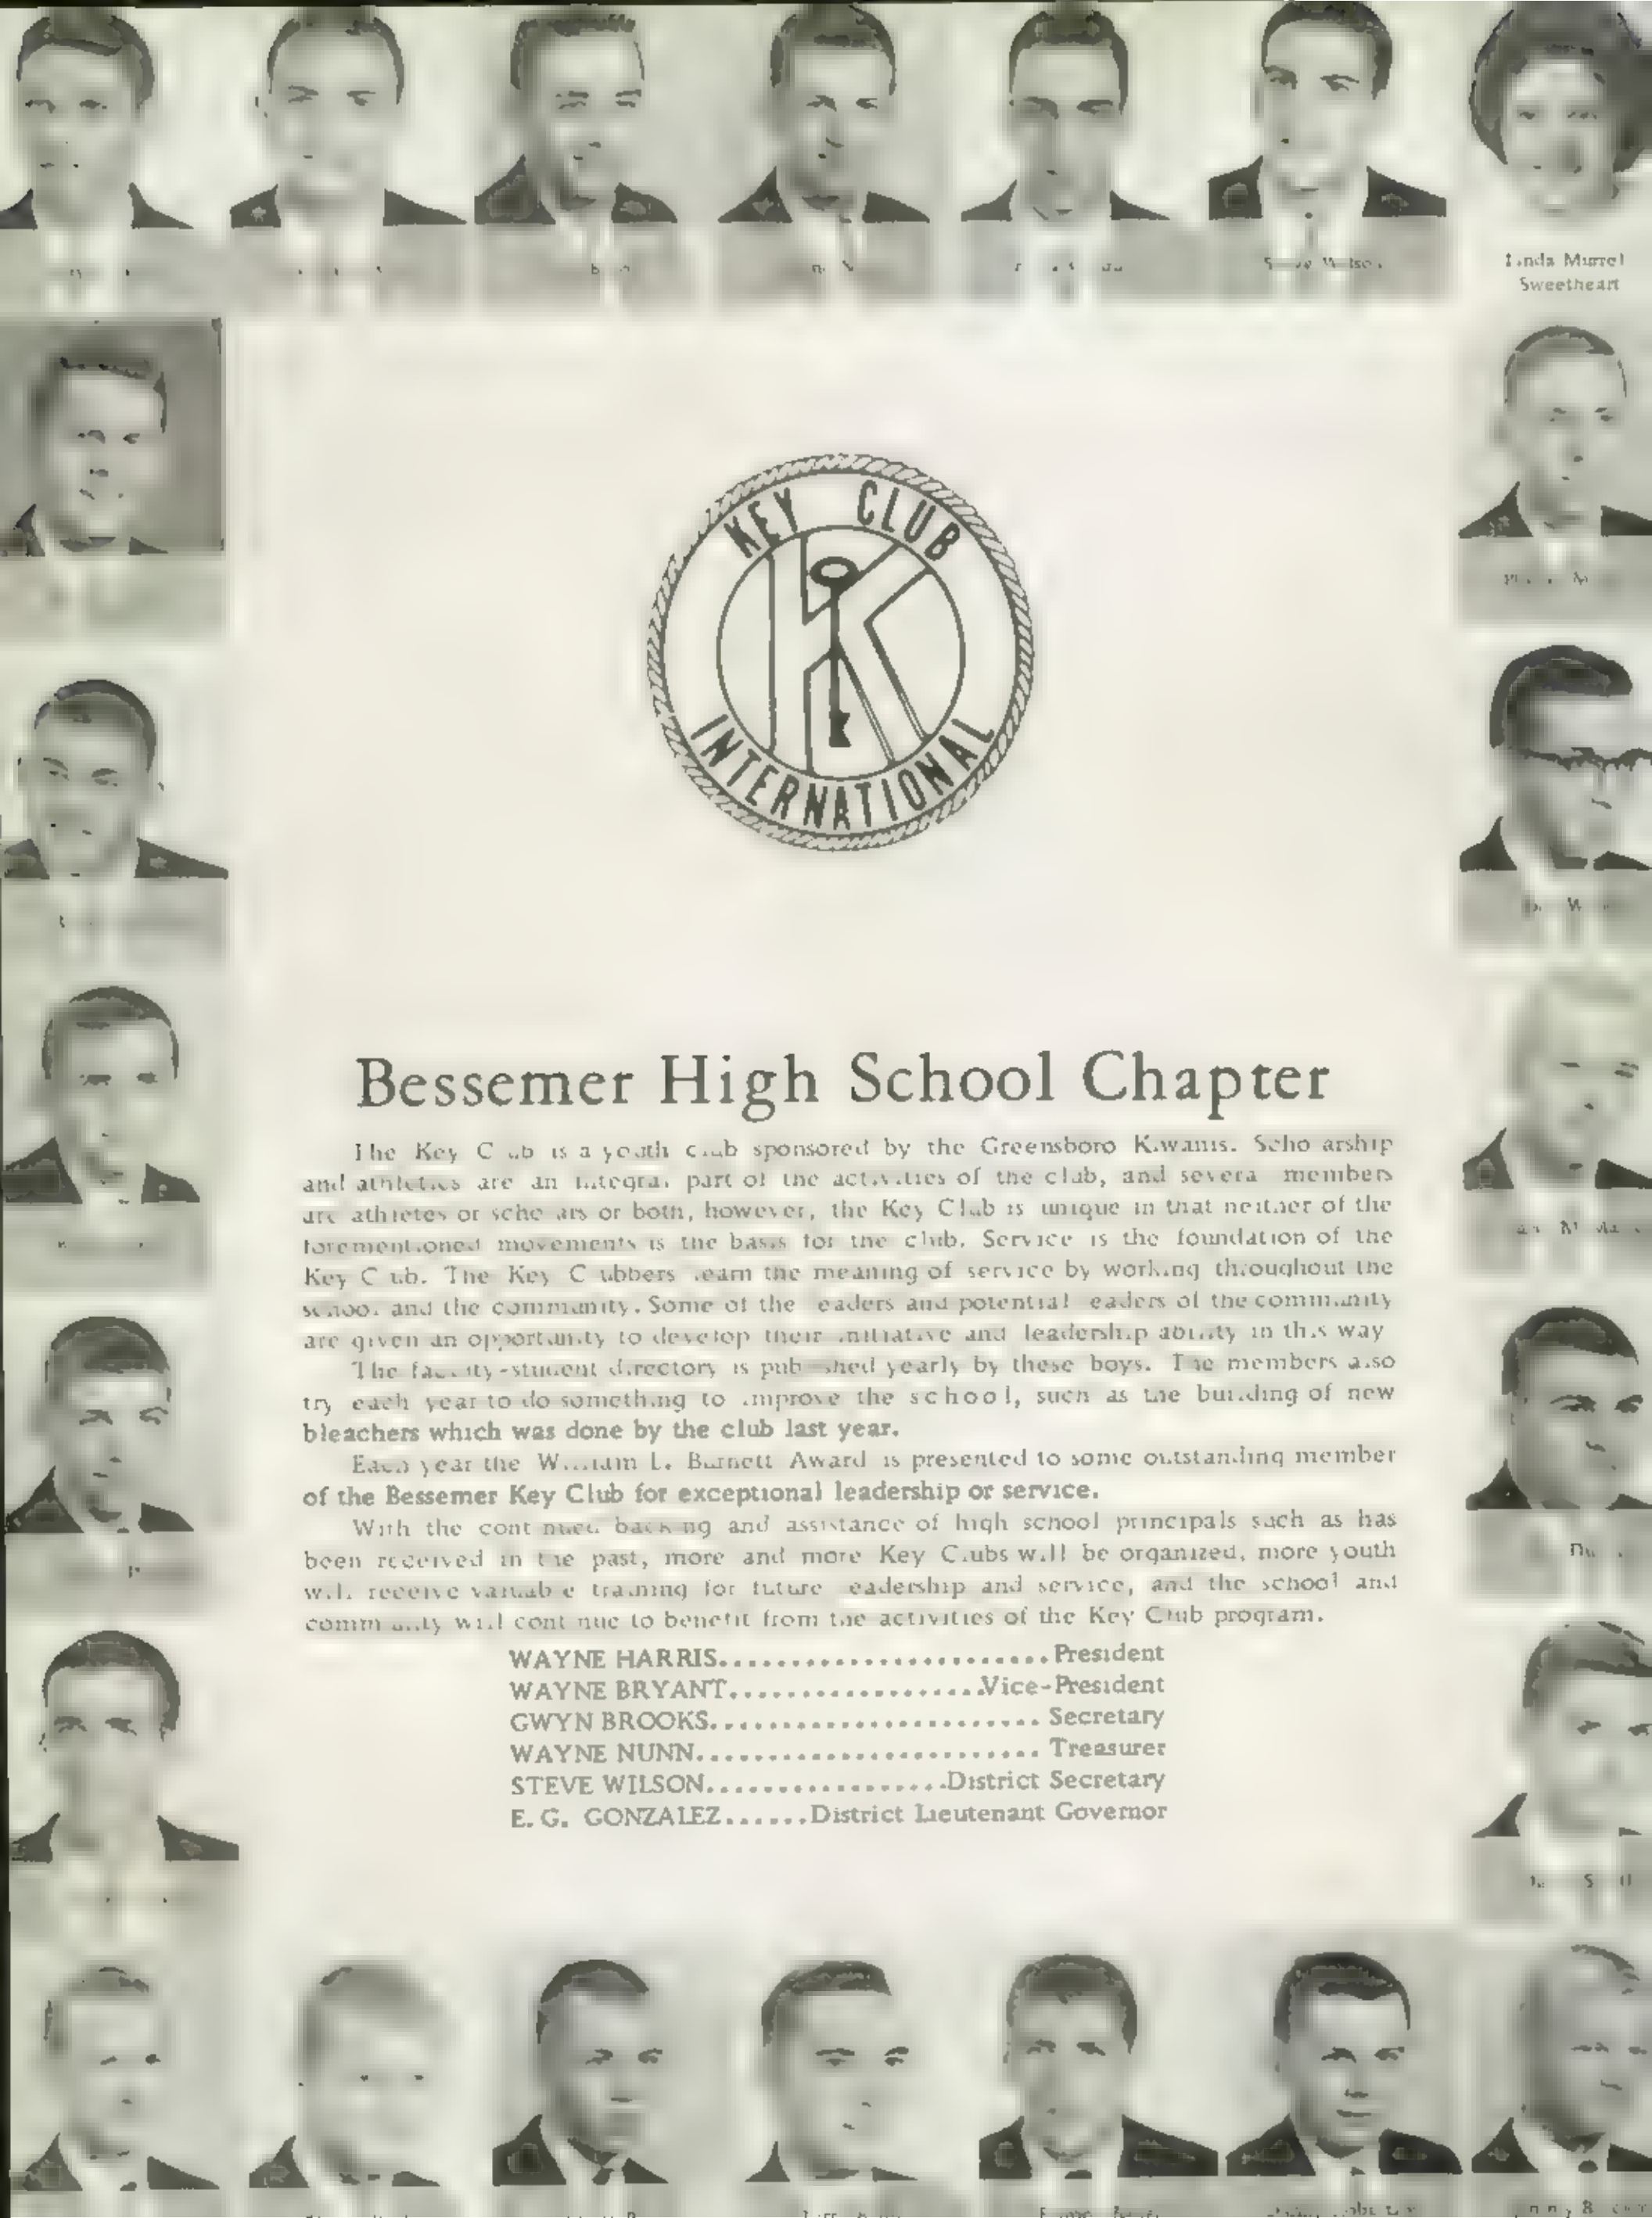 Steve Wilson
Linda Murrel
Sweetheart
KEY CLUB
INTERNATIONAL
Bessemer High School Chapter
The Key Club is a youth club sponsored by the Greensboro Kiwanis. Scholarship
and athletics are an integral part of the activities of the club, and several members
are athletes or scholars or both, however, the Key Club is unique in that neither of the
forementioned movements is the basis for the club. Service is the foundation of the
Key Club. The Key Clubbers learn the meaning of service by working throughout the
school and the community. Some of the leaders and potential leaders of the community
are given an opportunity to develop their initiative and leadership ability in this way
The faculty-student directory is published yearly by these boys. The members also
try each year to do something to improve the school, such as the building of new
bleachers which was done by the club last year.
Each year the William L. Burnett Award is presented to some outstanding member
of the Bessemer Key Club for exceptional leadership or service.
With the continued backing and assistance of high school principals such as has
been received in the past, more and more Key Clubs will be organized, more youth
will receive valuable training for future leadership and service, and the school and
community will continue to benefit from the activities of the Key Club program.
WAYNE HARRIS.......................President
WAYNE BRYANT..................Vice-President
GWYN BROOKS....................... Secretary
WAYNE NUNN........................ Treasurer
STEVE WILSON.................District Secretary
E. G. GONZALEZ......District Lieutenant Governor